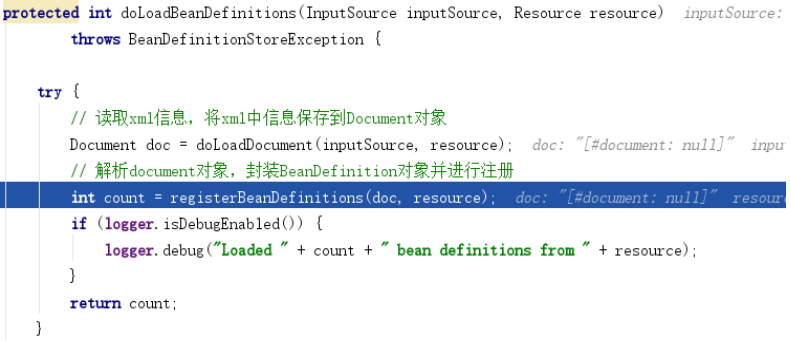 protected int doLoadBeanDefinitions(InputSource inputSource, Resource resource) inputSource:
throws BeanDefinitionStoreException {
try {
// 读取xml信息，将xml中信息保存到Document对象
Document doc = doLoadDocument(inputSource, resource); doc: "[#document: null]" inpu
// 解析document对象，封装BeanDefinition对象并进行注册
int count = registerBeanDefinitions(doc, resource); doc: "[#document: null]" resour
if (logger.isDebugEnabled()) {
logger.debug("Loaded " + count + " bean definitions from " + resource);
}
return count;
}